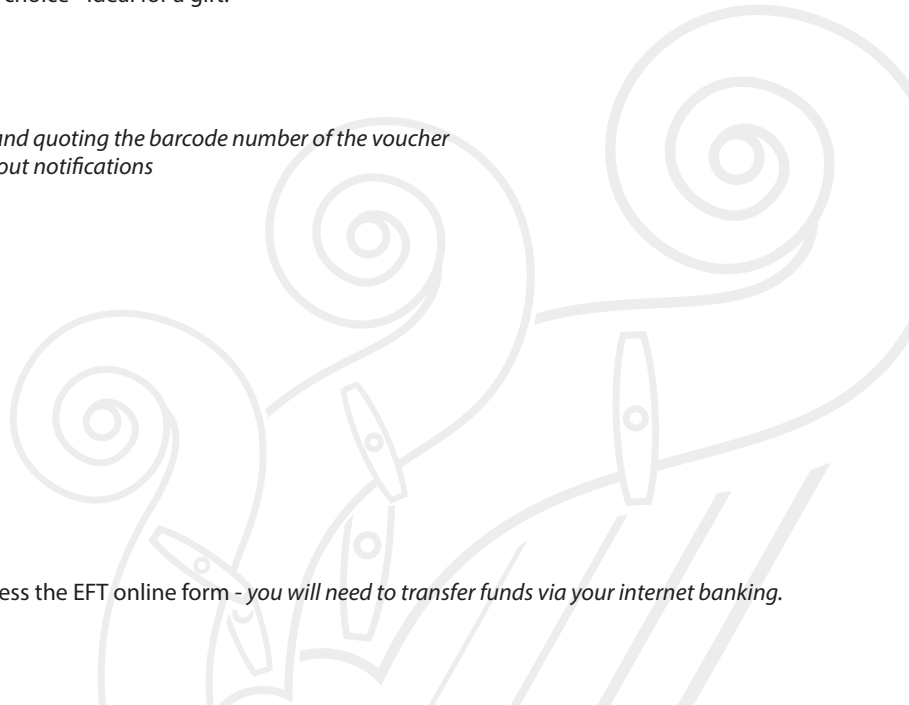 choice - ideal for a gift.
and quoting the barcode number of the voucher
out notifications
ess the EFT online form - you will need to transfer funds via your internet banking.